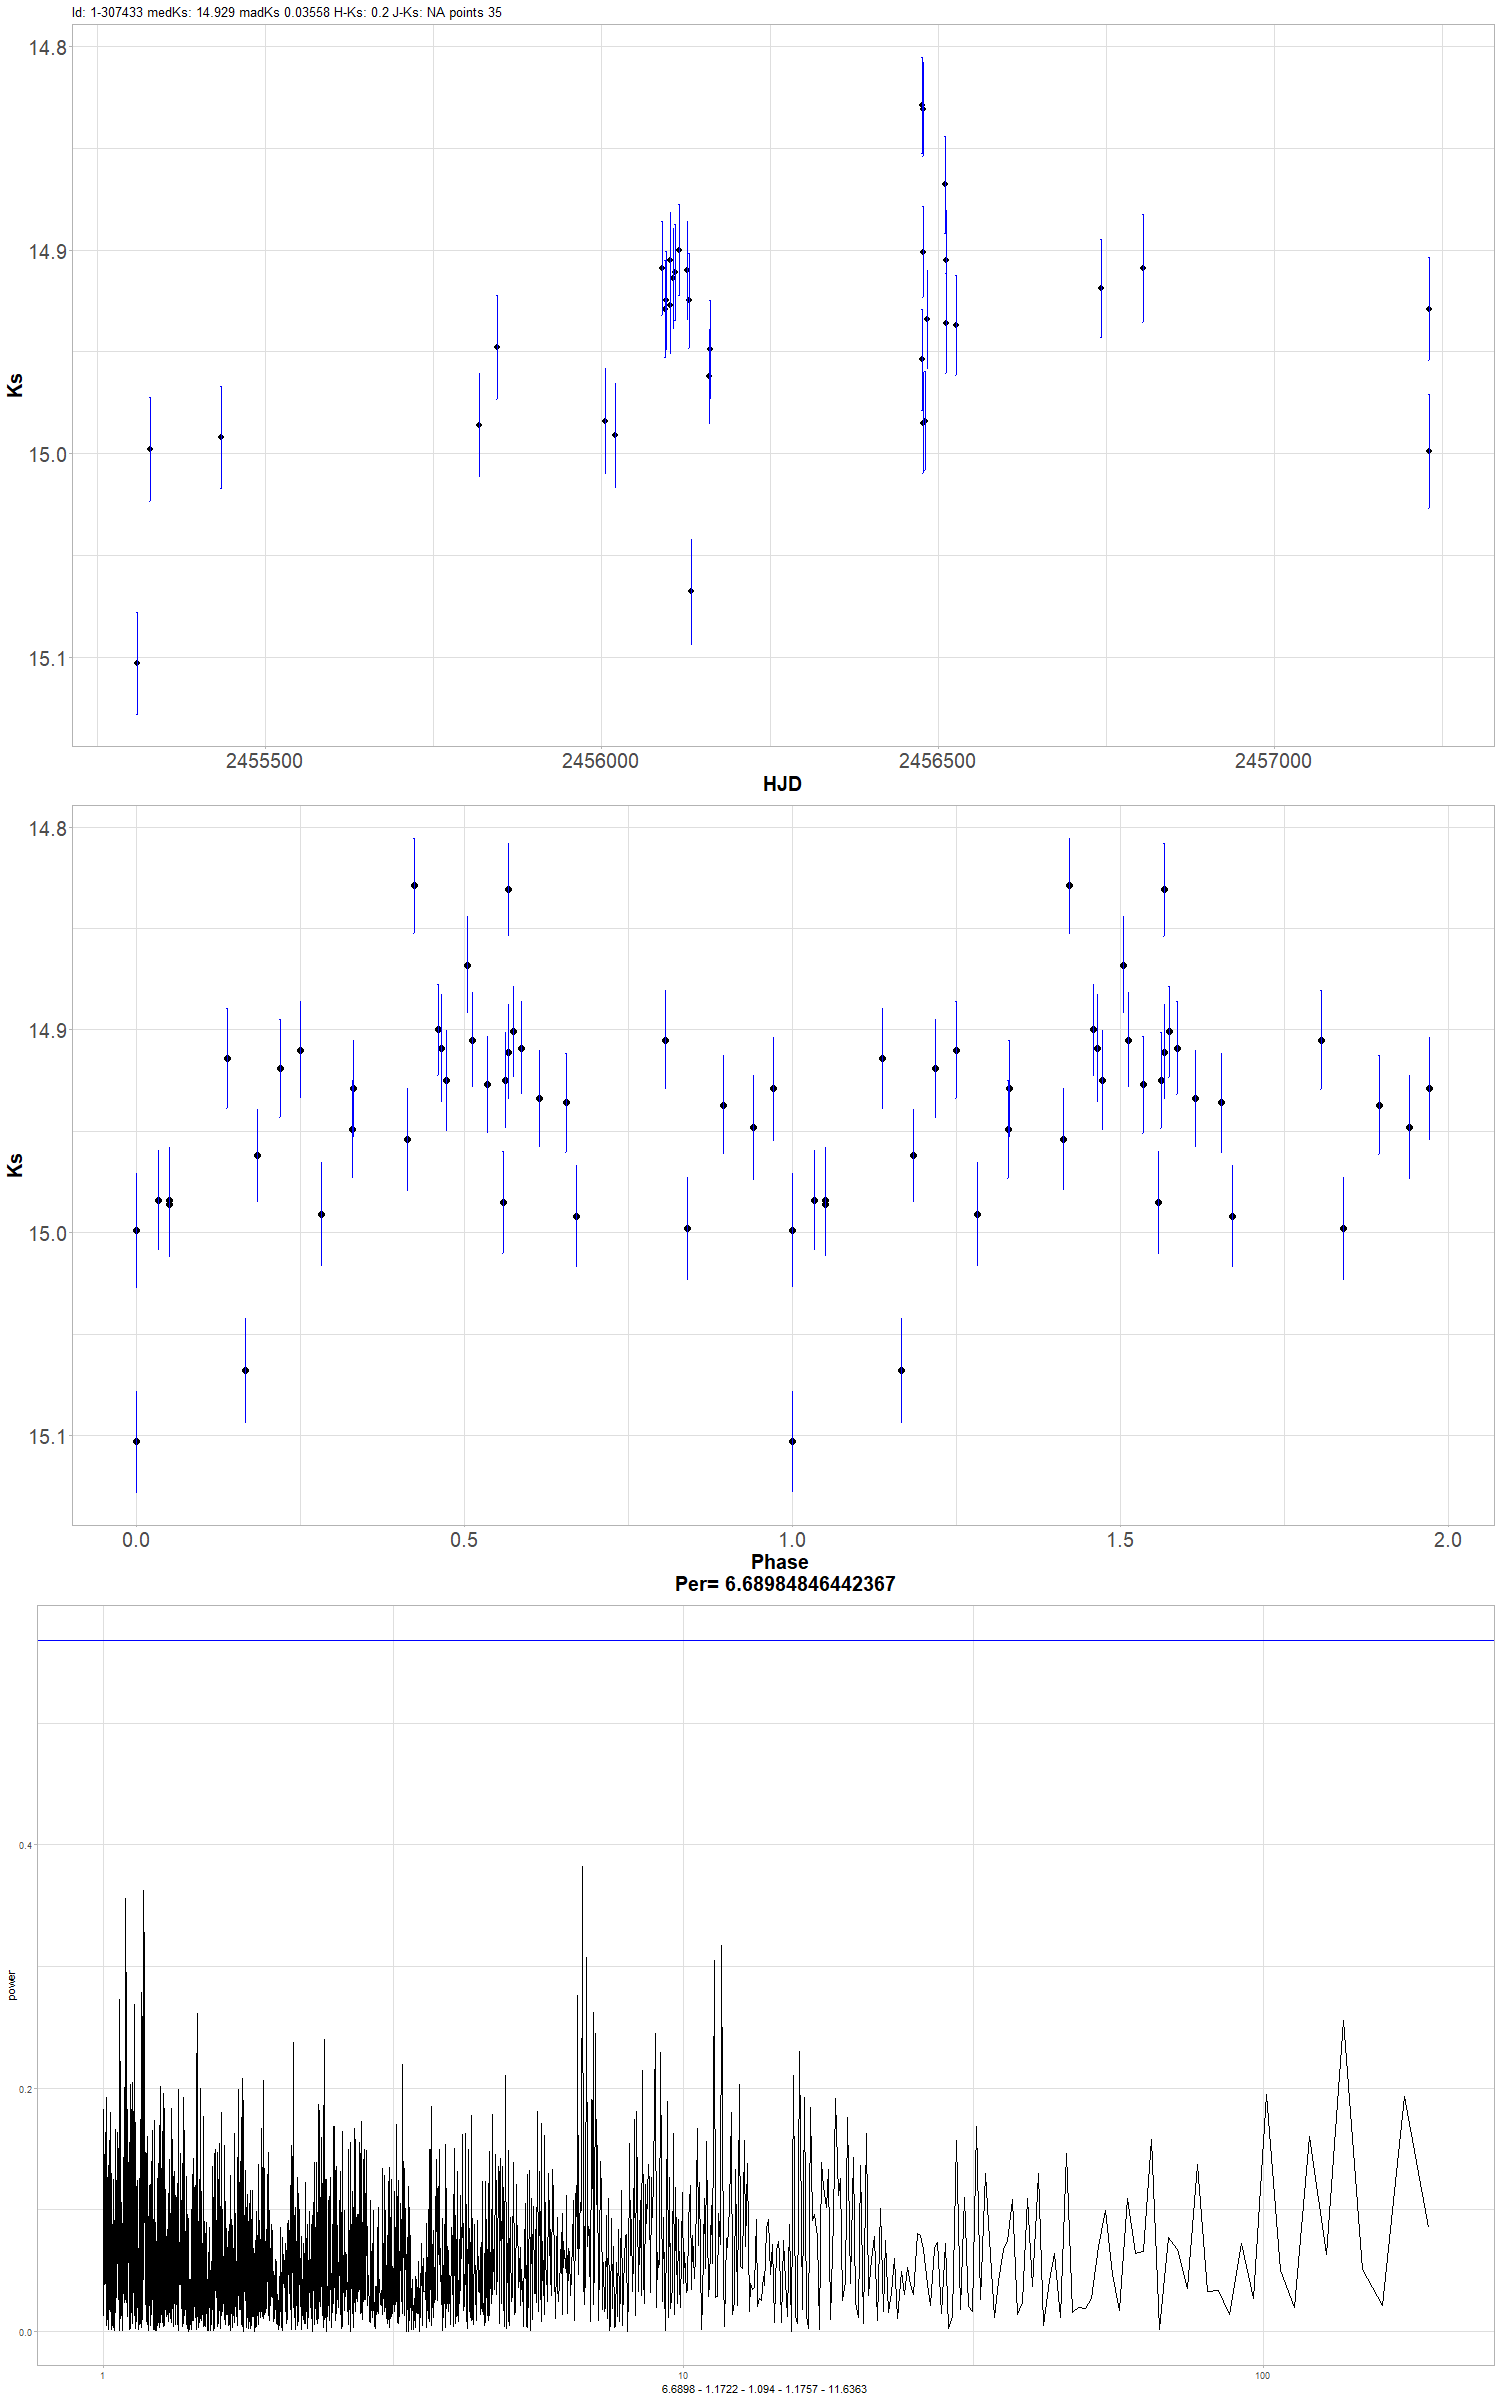 Id: 1-307433 medKs: 14.929 madKs 0.03558 H-Ks: 0.2 J-Ks: NA points 35
14.8
14.9
15.0
15.1
Ks
2455500 2456000 2456500 2457000
HJD
14.8
14.9
15.0
15.1
Ks
0.0 0.5 1.0 1.5 2.0
Phase
Per= 6.68984846442367
0.4
0.2
0.0
power
1 10 100
6.6898 - 1.1722 - 1.094 - 1.1757 - 11.6363